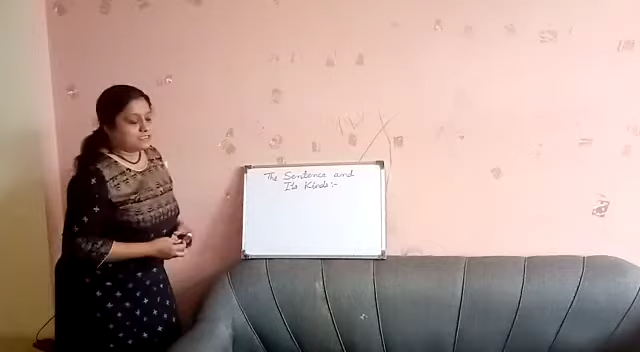 The Sentence and
Its Kinds:-